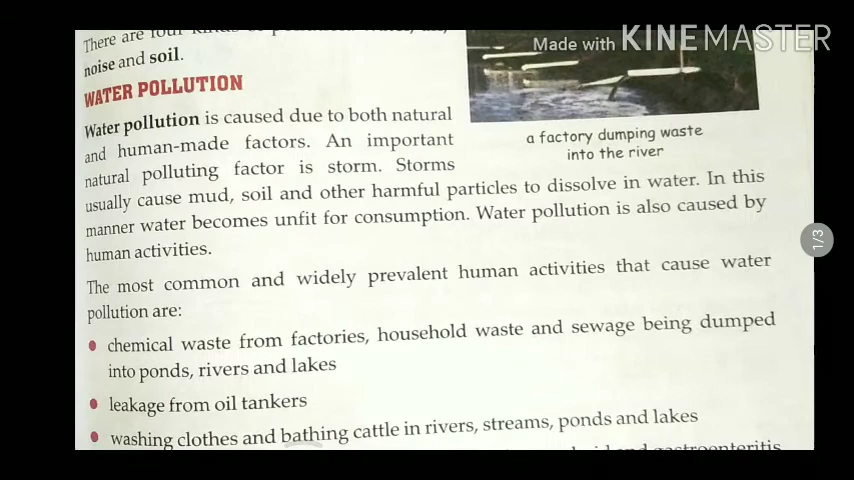 Made with KINEMASTER
There are four kinds of
noise and soil.
WATER POLLUTION
Water pollution is caused due to both natural
and human-made factors. An important
natural polluting factor is storm. Storms
usually cause mud, soil and other harmful particles to dissolve in water. In this
manner water becomes unfit for consumption. Water pollution is also caused by
human activities.
a factory dumping waste
into the river
1/3
The most common and widely prevalent human activities that cause water
pollution are:
• chemical waste from factories, household waste and sewage being dumped
into ponds, rivers and lakes
• leakage from oil tankers
• washing clothes and bathing cattle in rivers, streams, ponds and lakes
and gastroenteritis